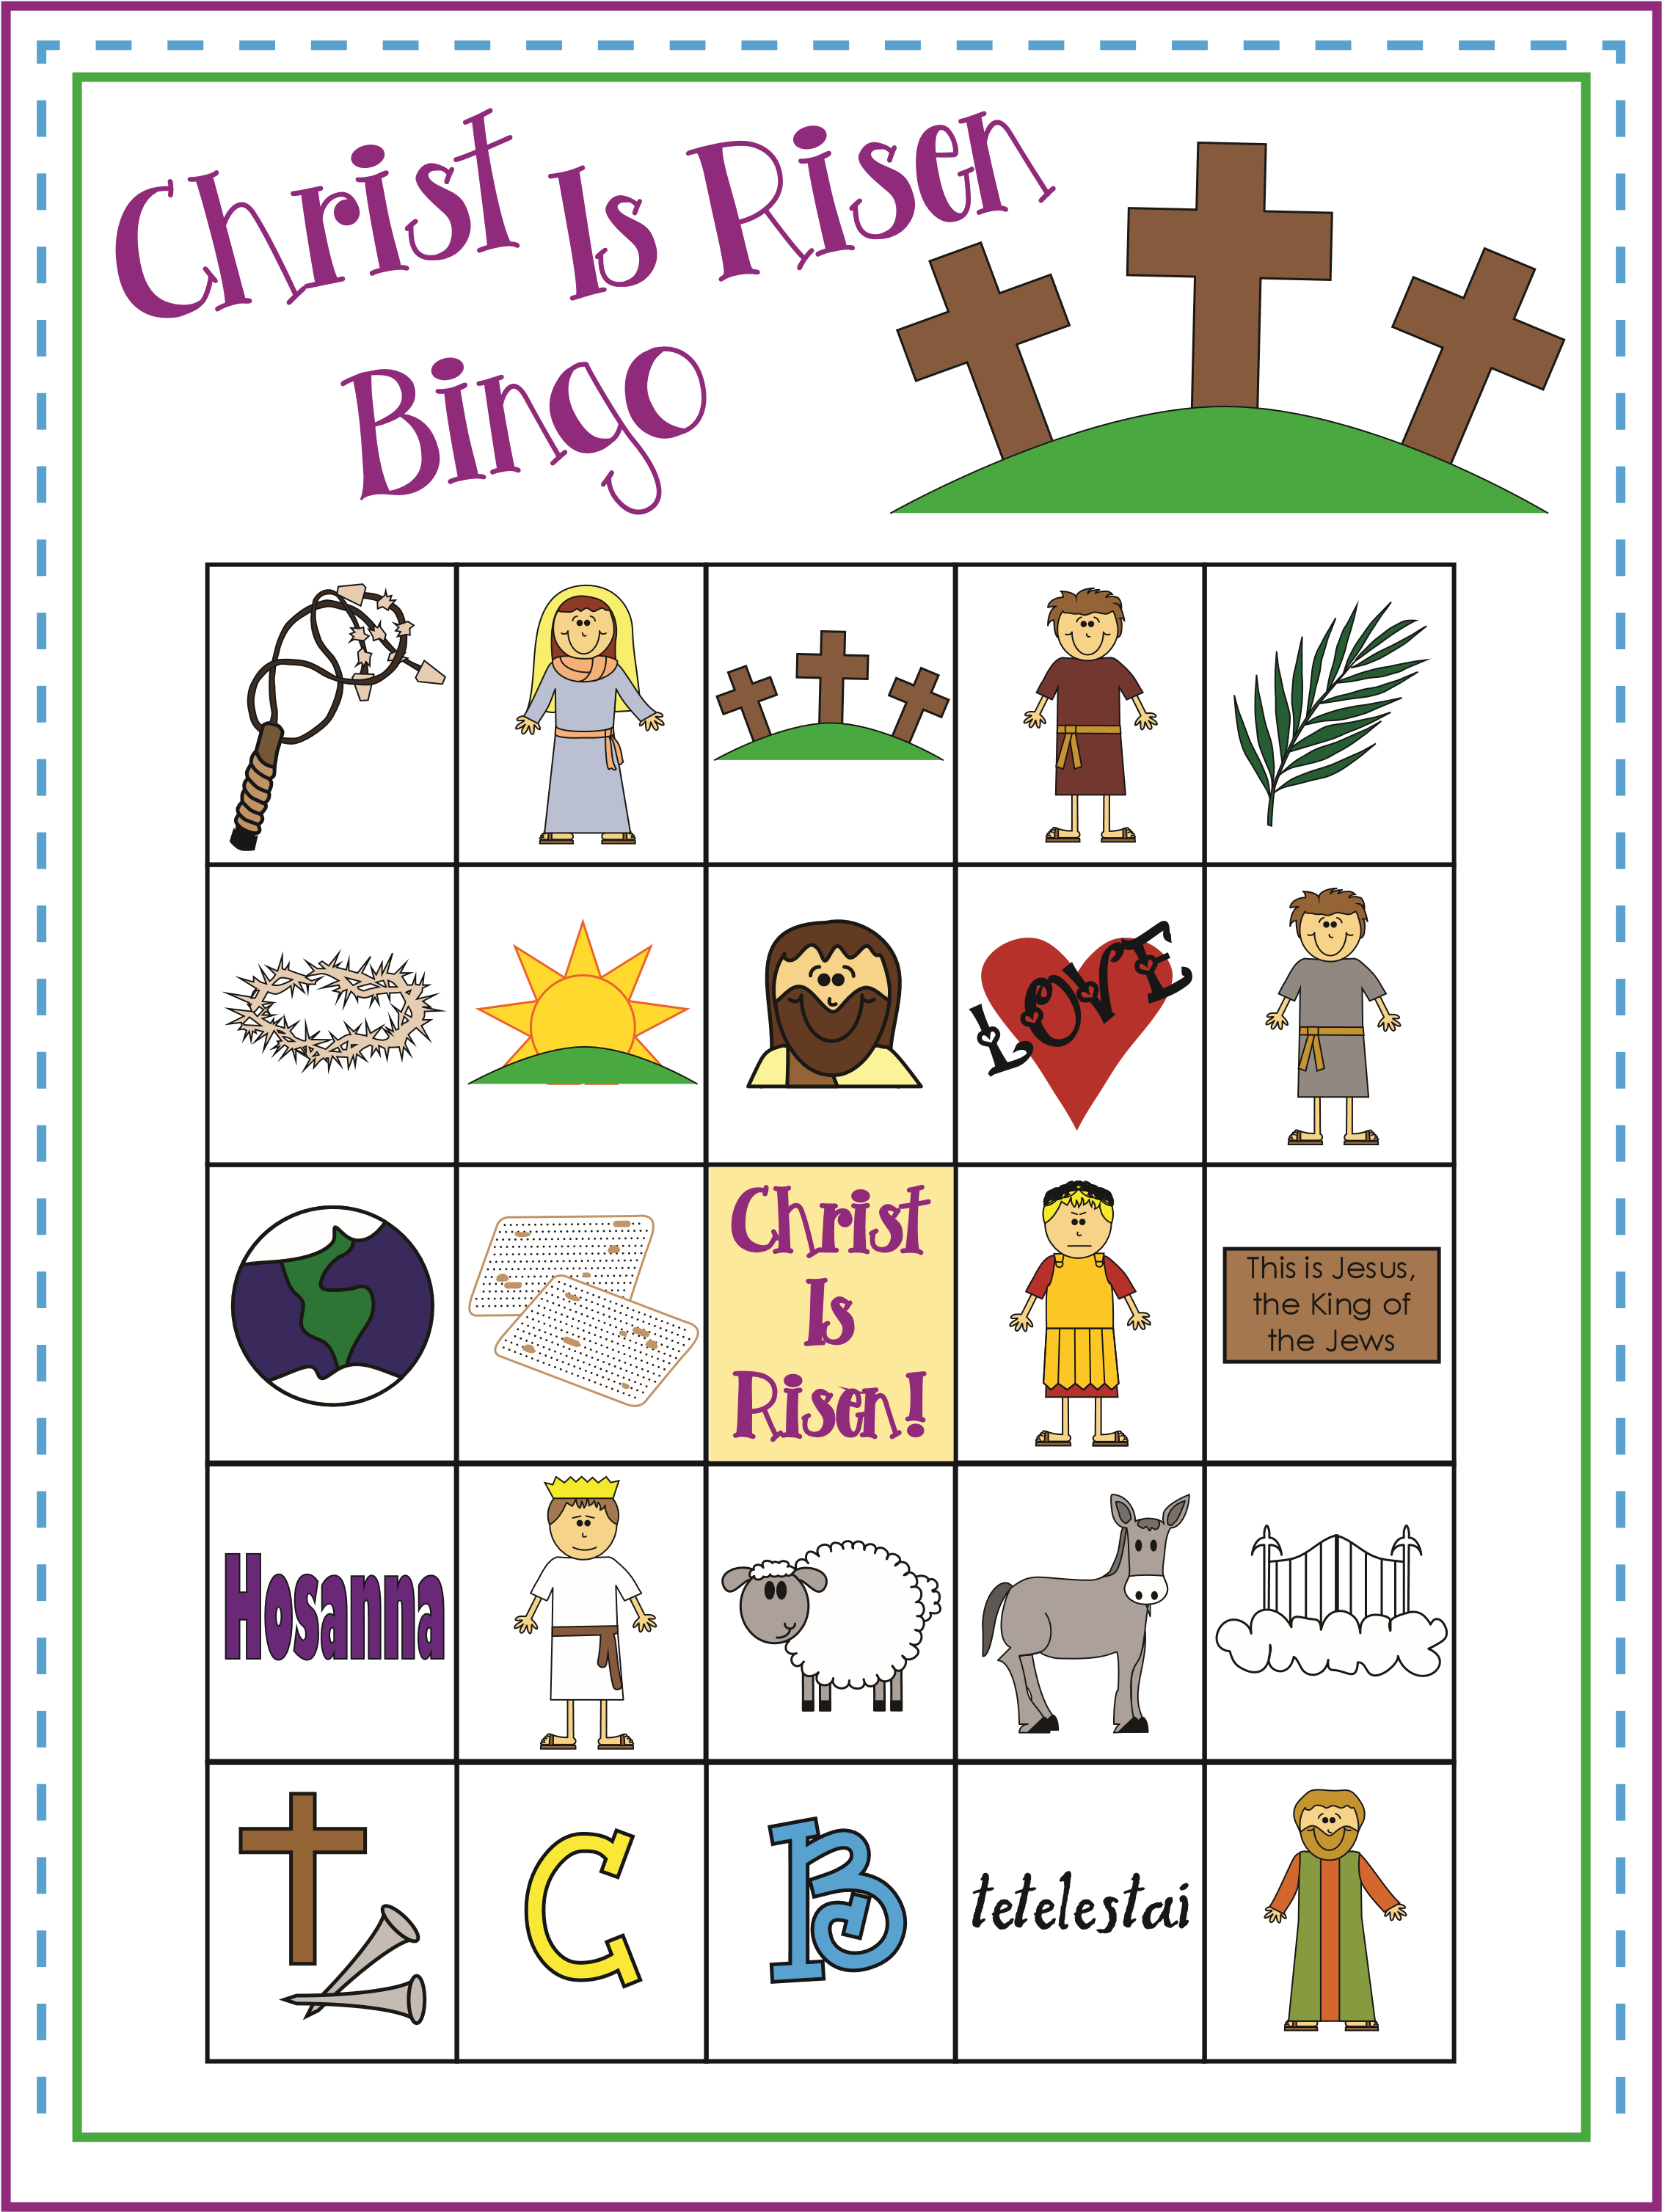 Christ Is Risen
Bingo
LOVE
Christ
Is
Risen!
This is Jesus,
the King of
the Jews
Hosanna
C
B
tetelestai